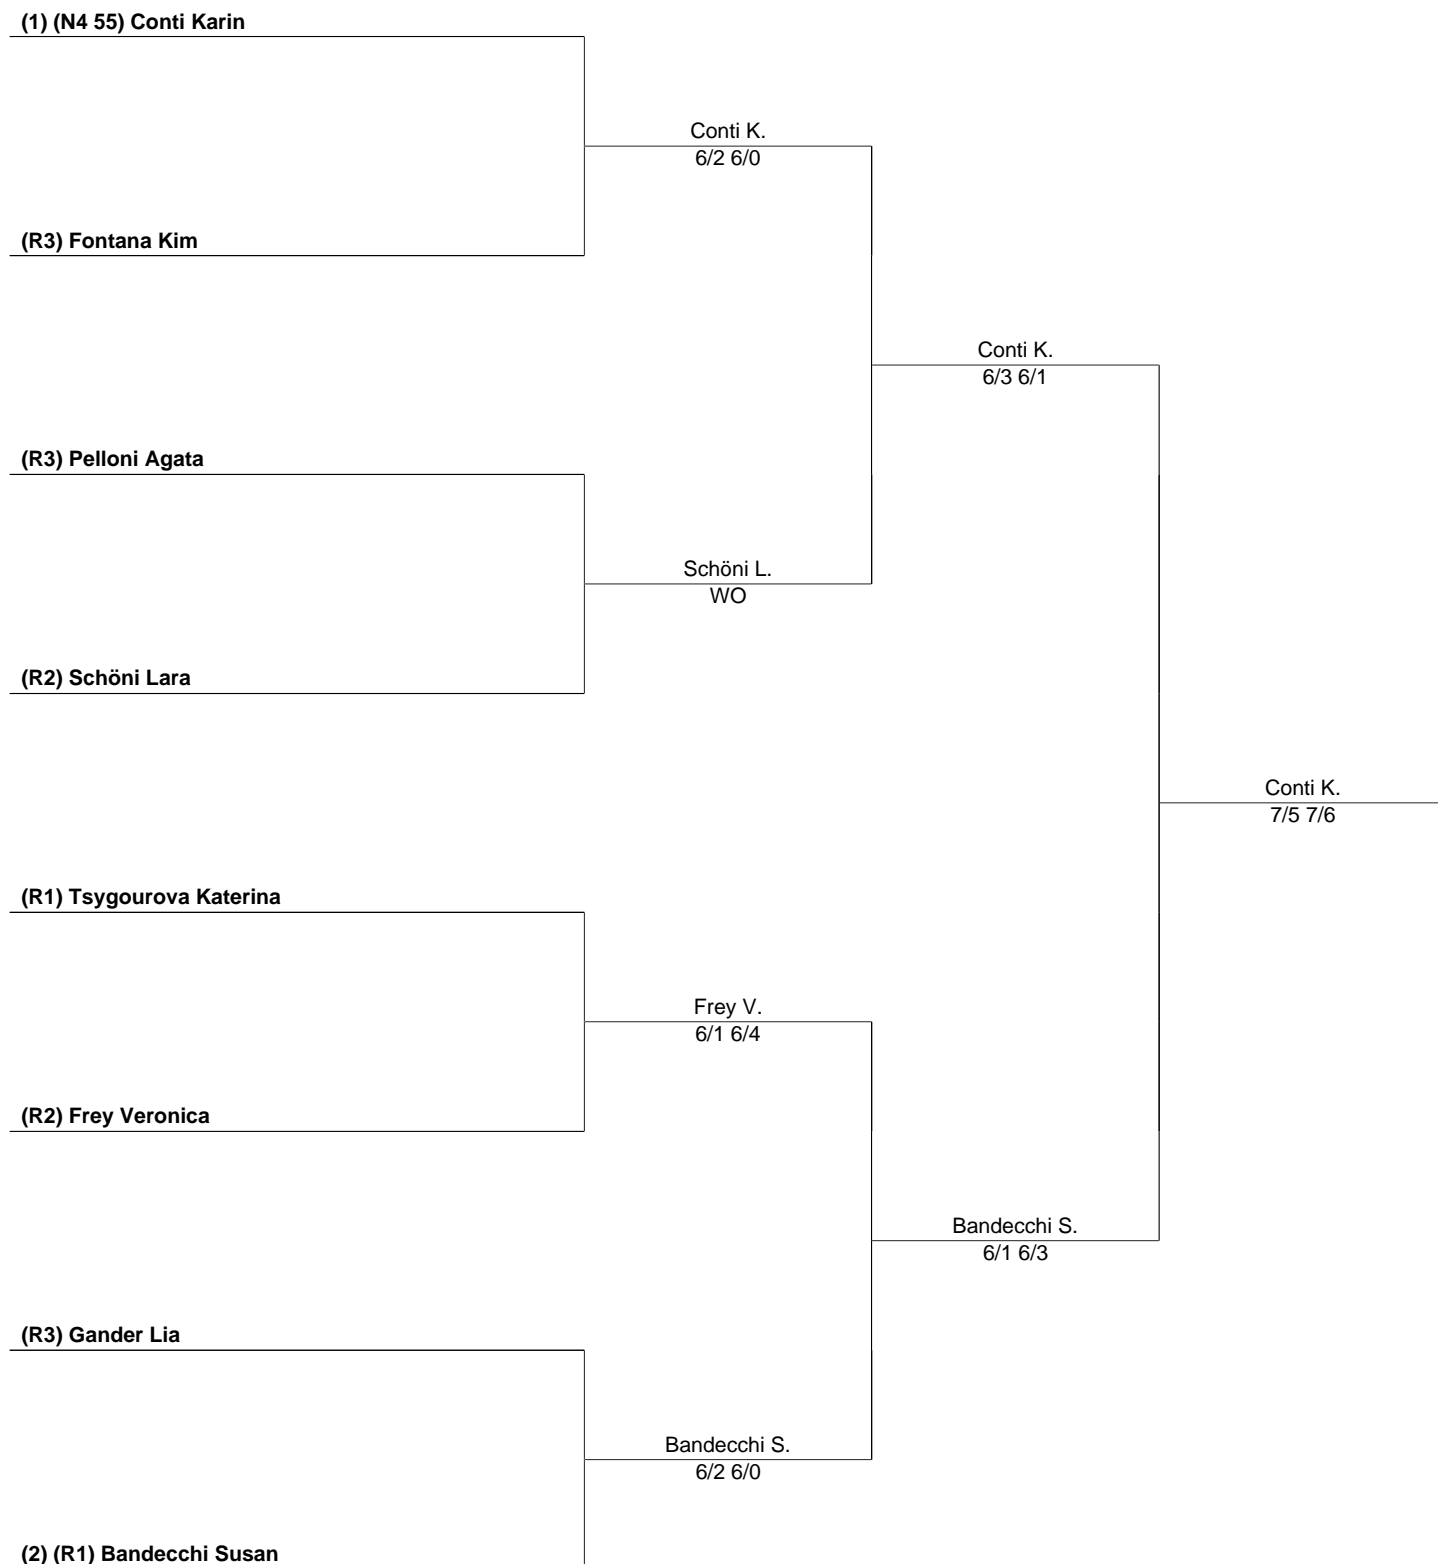 (1) (N4 55) Conti Karin
Conti K.
6/2 6/0
(R3) Fontana Kim
Conti K.
6/3 6/1
(R3) Pelloni Agata
Schöni L.
WO
(R2) Schöni Lara
Conti K.
7/5 7/6
(R1) Tsygourova Katerina
Frey V.
6/1 6/4
(R2) Frey Veronica
Bandecchi S.
6/1 6/3
(R3) Gander Lia
Bandecchi S.
6/2 6/0
(2) (R1) Bandecchi Susan